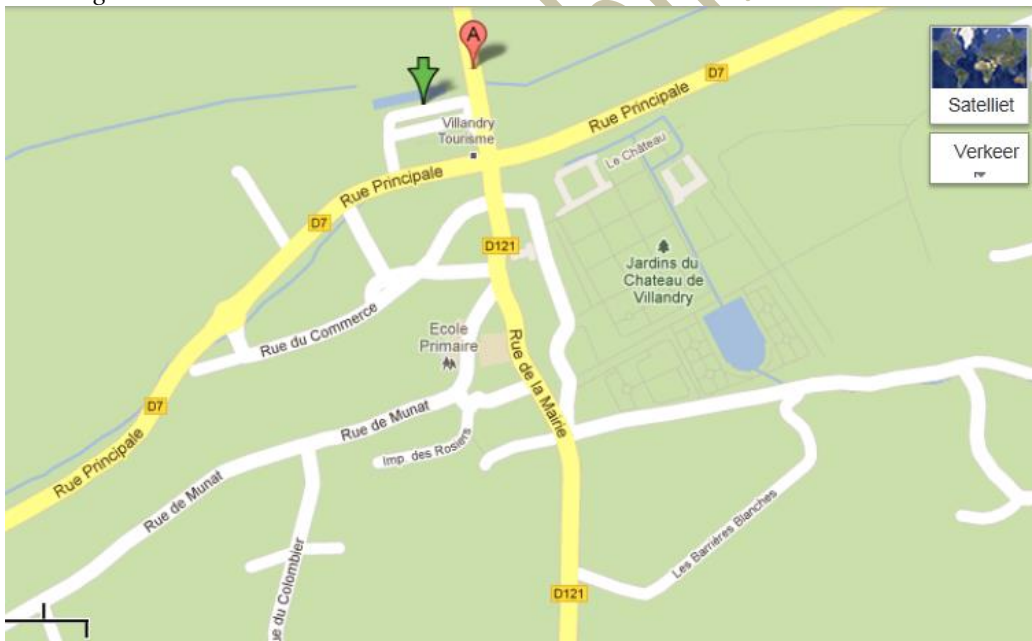 A
D7
Rue Principale
Satelliet
Verkeer
Villandry
Tourisme
Le Château
Rue Principale
D7
D121
Jardins du
Chateau de
Villandry
Rue du Commerce
Ecole
Primaire
Rue de la Mairie
D7
Rue de Munat
Imp. des Rosiers
Rue Principale
Rue de Munat
Les Barrières Blanches
ue du Colombier
D121